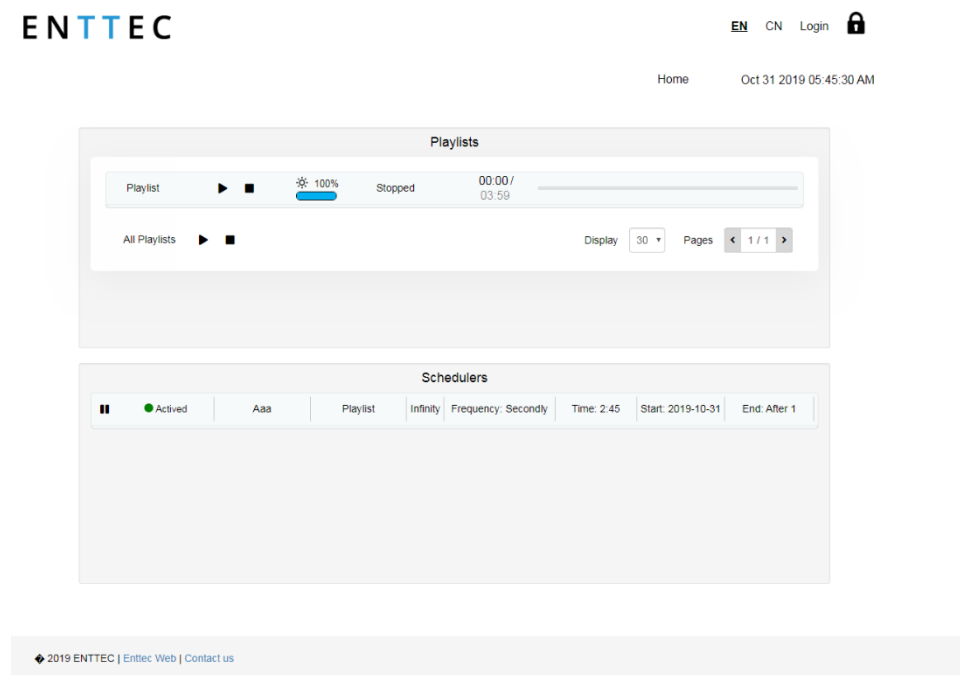 ENTTEC
EN CN Login
Home Oct 31 2019 05:45:30 AM
Playlists
Playlist 100% Stopped 00:00 / 03:59
All Playlists Display 30 Pages 1 / 1
Schedulers
Actived Aaa Playlist Infinity Frequency: Secondly Time: 2:45 Start: 2019-10-31 End: After 1
� 2019 ENTTEC | Enttec Web | Contact us